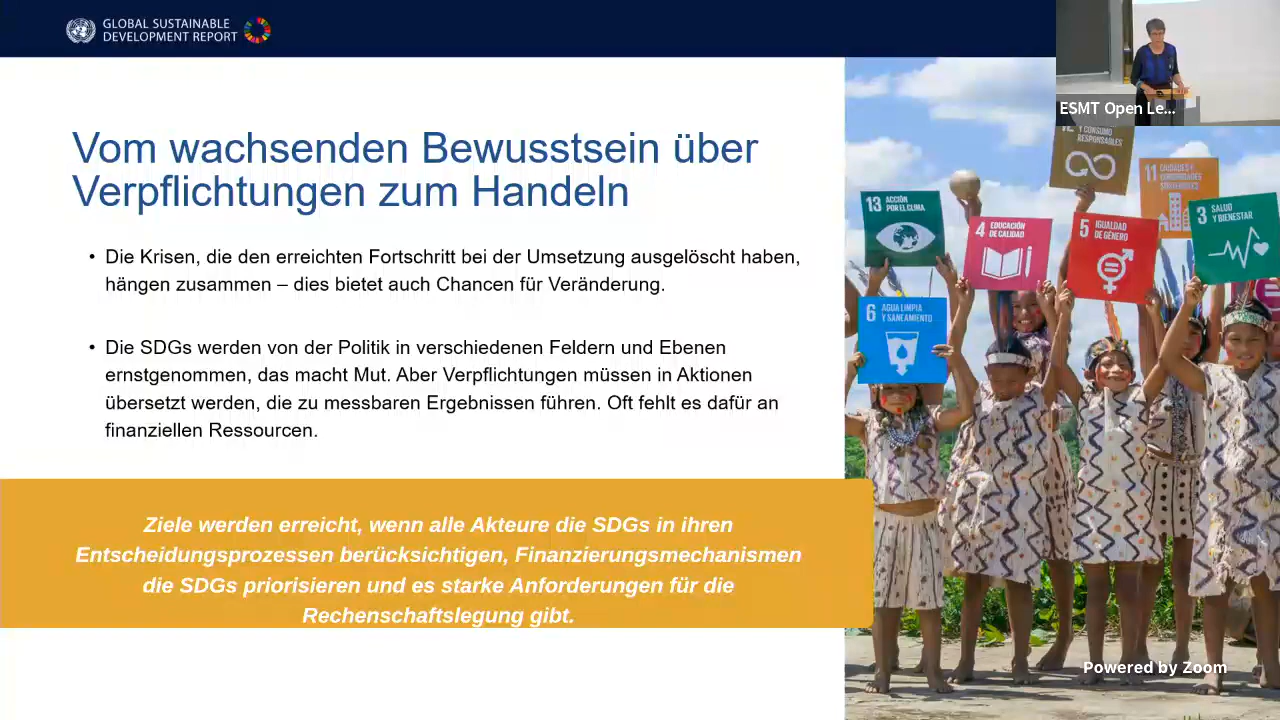 GLOBAL SUSTAINABLE
DEVELOPMENT REPORT
ESMT Open Le...
Vom wachsenden Bewusstsein über
Verpflichtungen zum Handeln
• Die Krisen, die den erreichten Fortschritt bei der Umsetzung ausgelöscht haben,
hängen zusammen – dies bietet auch Chancen für Veränderung.
• Die SDGs werden von der Politik in verschiedenen Feldern und Ebenen
ernstgenommen, das macht Mut. Aber Verpflichtungen müssen in Aktionen
übersetzt werden, die zu messbaren Ergebnissen führen. Oft fehlt es dafür an
finanziellen Ressourcen.
Ziele werden erreicht, wenn alle Akteure die SDGs in ihren
Entscheidungsprozessen berücksichtigen, Finanzierungsmechanismen
die SDGs priorisieren und es starke Anforderungen für die
Rechenschaftslegung gibt.
Y CONSUMO
RESPONSABLES
11 CIUDADES Y
COMUNIDADES
SOSTENIBLES
13 ACCIÓN
POR EL CLIMA
4 EDUCACIÓN
DE CALIDAD
5 IGUALDAD
DE GÉNERO
3 SALUD
Y BIENESTAR
6 AGUA LIMPIA
Y SANEAMIENTO
Powered by Zoom